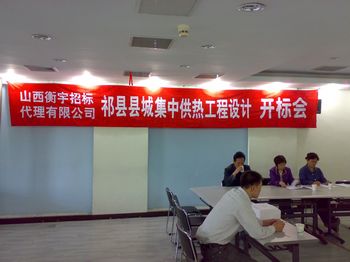 山西衡宇招标
代理有限公司
祁县县城集中供热工程设计 开标会